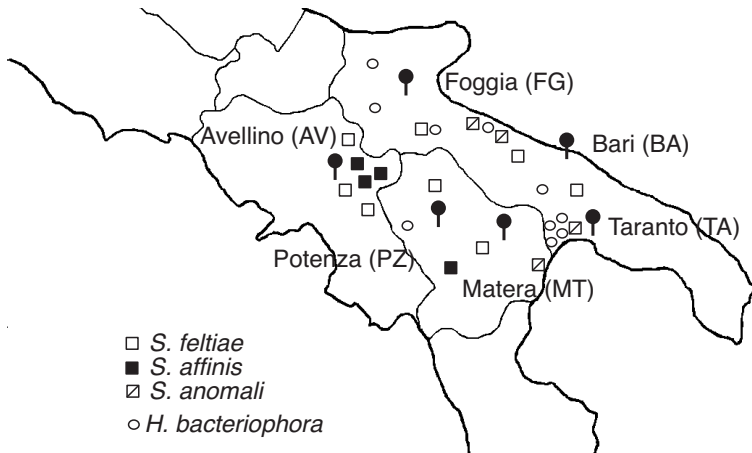 Foggia (FG)
Avellino (AV)
Bari (BA)
Taranto (TA)
Potenza (PZ)
Matera (MT)
S. feltiae
S. affinis
S. anomali
H. bacteriophora